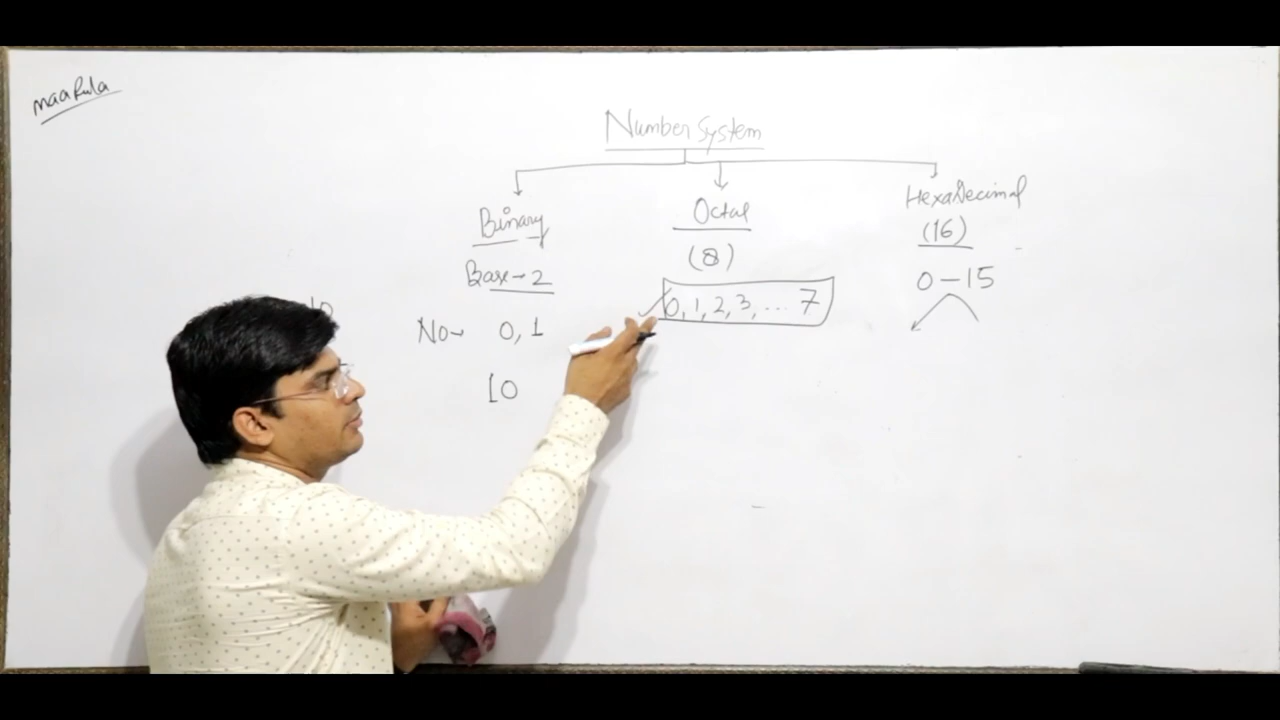 Number System
Binary
Octal
HexaDecimal
Base → 2
(8)
(16)
No → 0, 1
0, 1, 2, 3, ... 7
0 – 15
10